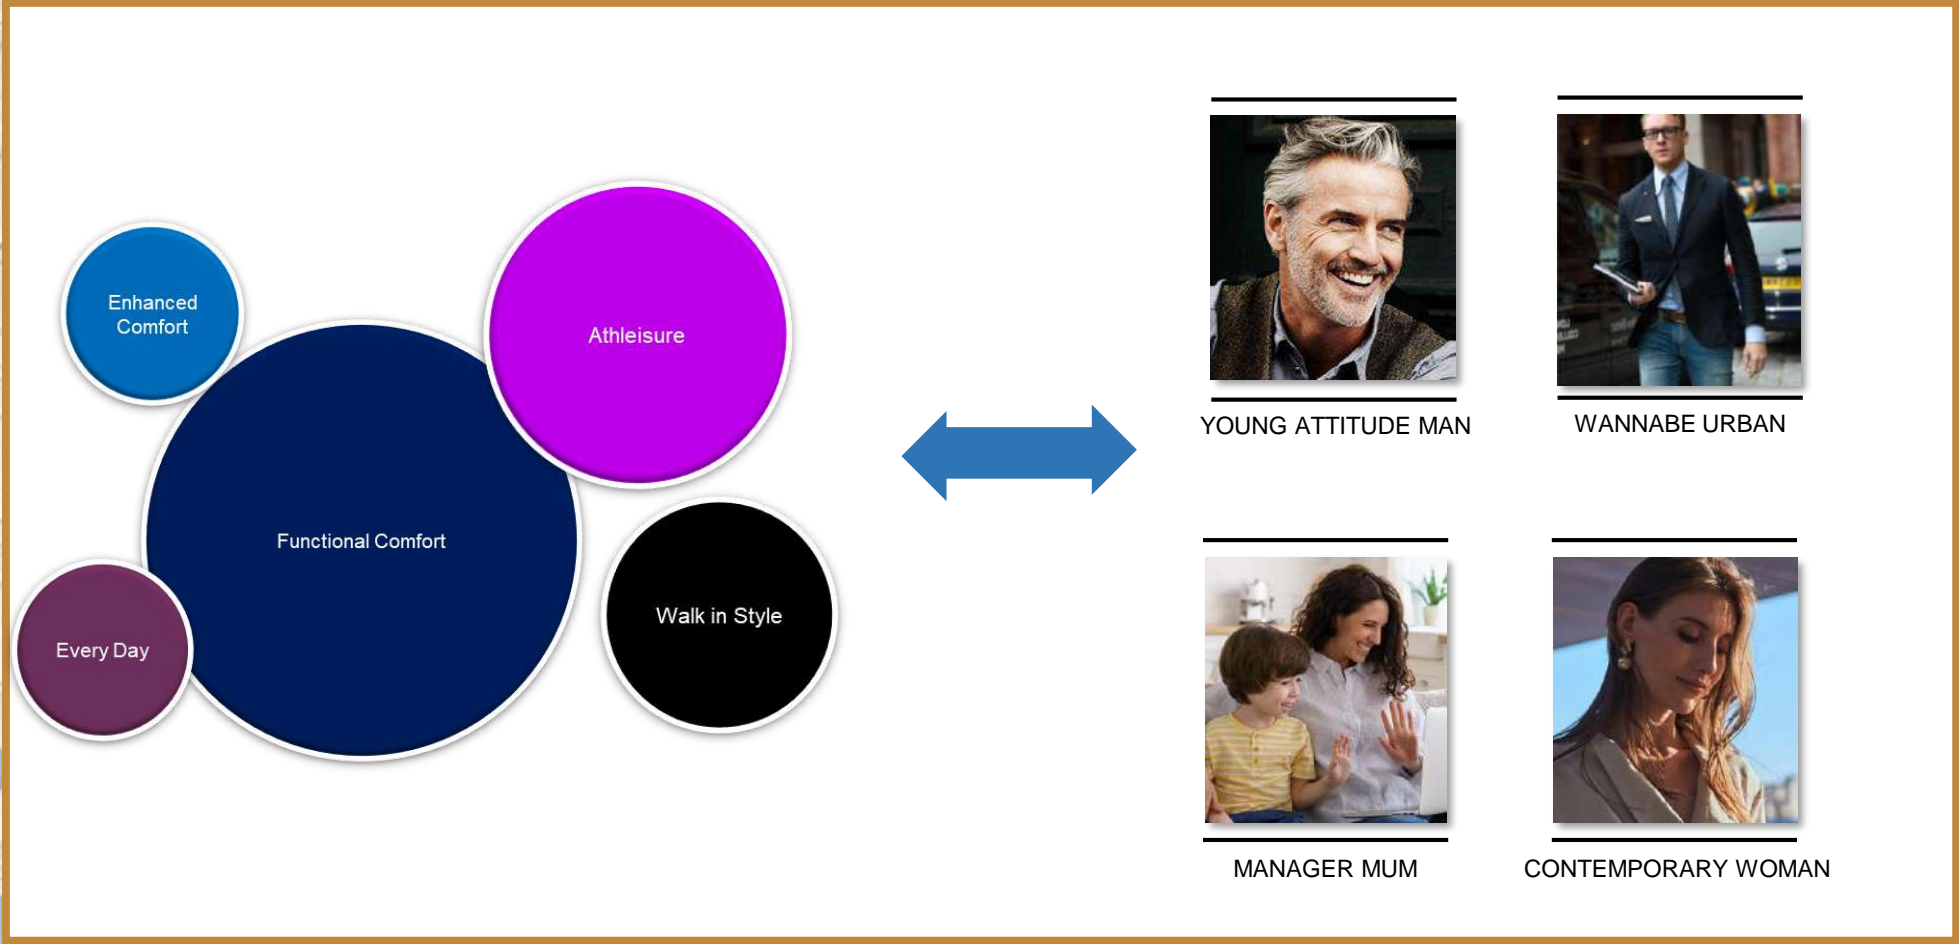 Enhanced
Comfort
Athleisure
Functional Comfort
Walk in Style
Every Day
YOUNG ATTITUDE MAN
WANNABE URBAN
MANAGER MUM
CONTEMPORARY WOMAN